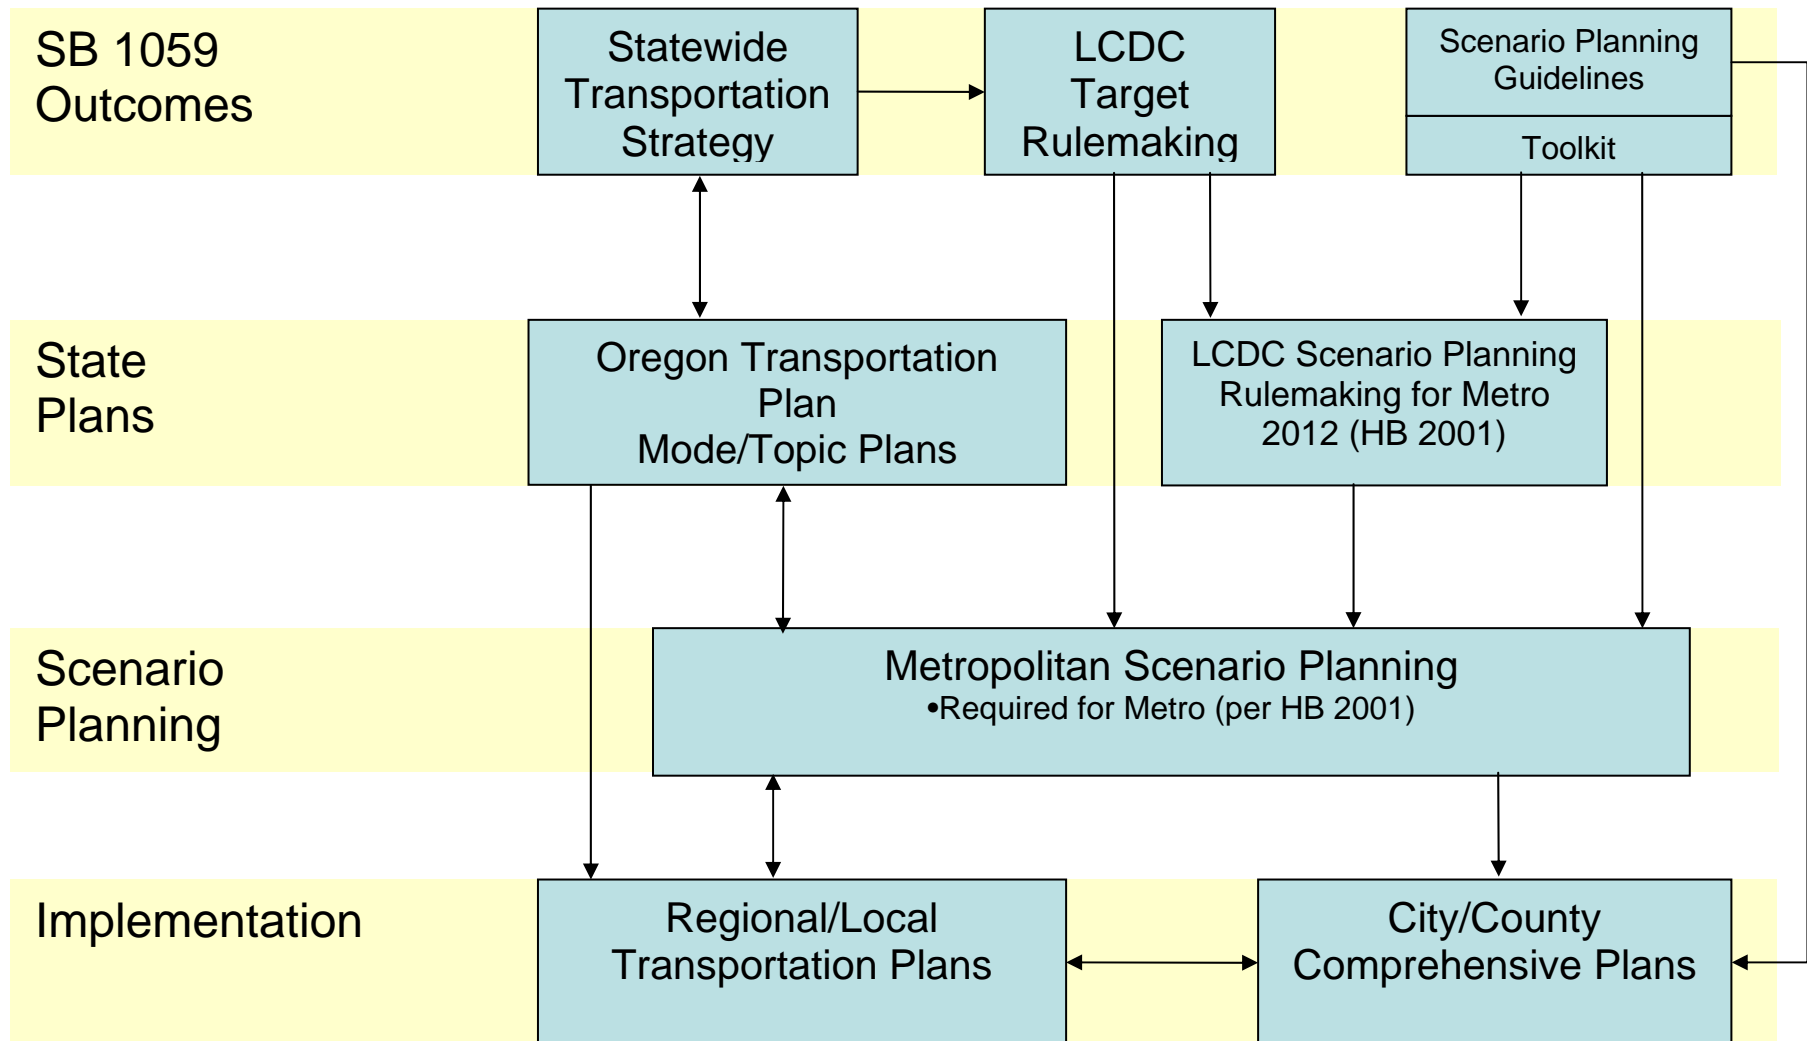 SB 1059
Outcomes
Statewide
Transportation
Strategy
LCDC
Target
Rulemaking
Scenario Planning
Guidelines
Toolkit
State
Plans
Oregon Transportation
Plan
Mode/Topic Plans
LCDC Scenario Planning
Rulemaking for Metro
2012 (HB 2001)
Scenario
Planning
Metropolitan Scenario Planning
•Required for Metro (per HB 2001)
Implementation
Regional/Local
Transportation Plans
City/County
Comprehensive Plans